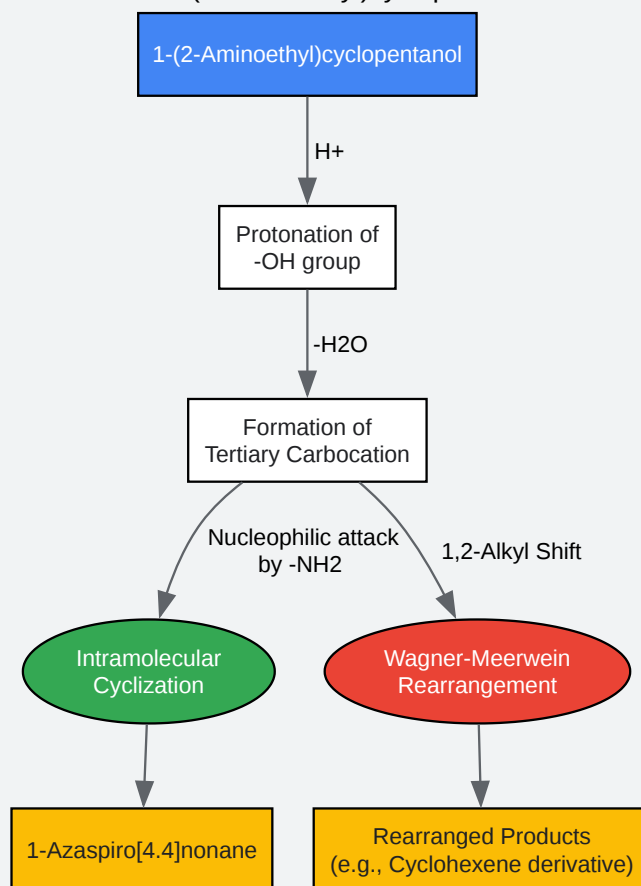 1-(2-Aminoethyl)cyclopentanol
H+
Protonation of
-OH group
-H2O
Formation of
Tertiary Carbocation
Nucleophilic attack
by -NH2
1,2-Alkyl Shift
Intramolecular
Cyclization
Wagner-Meerwein
Rearrangement
1-Azaspiro[4.4]nonane
Rearranged Products
(e.g., Cyclohexene derivative)